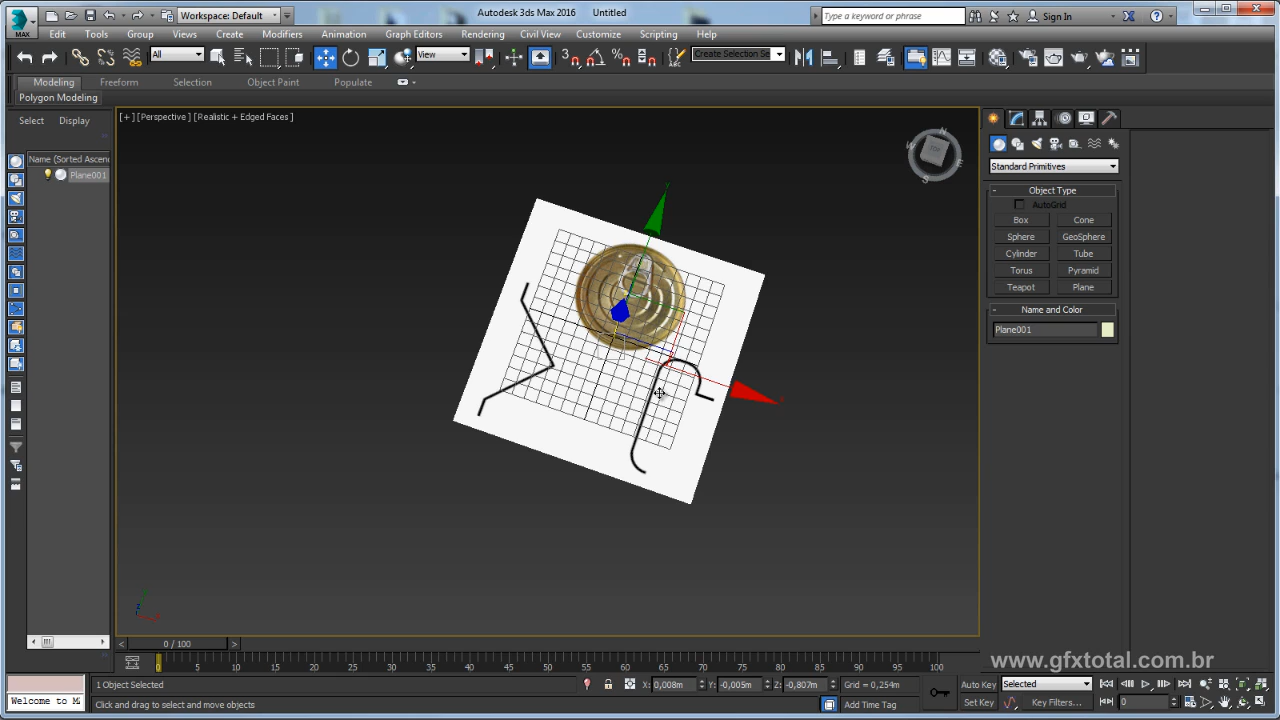 Workspace: Default
Autodesk 3ds Max 2016 Untitled
Type a keyword or phrase
Sign In
MAX
Edit Tools Group Views Create Modifiers Animation Graph Editors Rendering Civil View Customize Scripting Help
All
View
Create Selection Se
Modeling Freeform Selection Object Paint Populate
Polygon Modeling
Select Display
[+] [Perspective] [Realistic + Edged Faces]
Name (Sorted Ascen
Plane001
N
W
TOP
E
S
Standard Primitives
- Object Type
AutoGrid
Box Cone
Sphere GeoSphere
Cylinder Tube
Torus Pyramid
Teapot Plane
- Name and Color
Plane001
< 0 / 100 >
0 5 10 15 20 25 30 35 40 45 50 55 60 65 70 75 80 85 90 95 100
www.gfxtotal.com.br
1 Object Selected
X: 0,008m Y: -0,005m Z: -0,807m Grid = 0,254m
Auto Key Selected
Welcome to M
Click and drag to select and move objects
Add Time Tag
Set Key Key Filters...
0